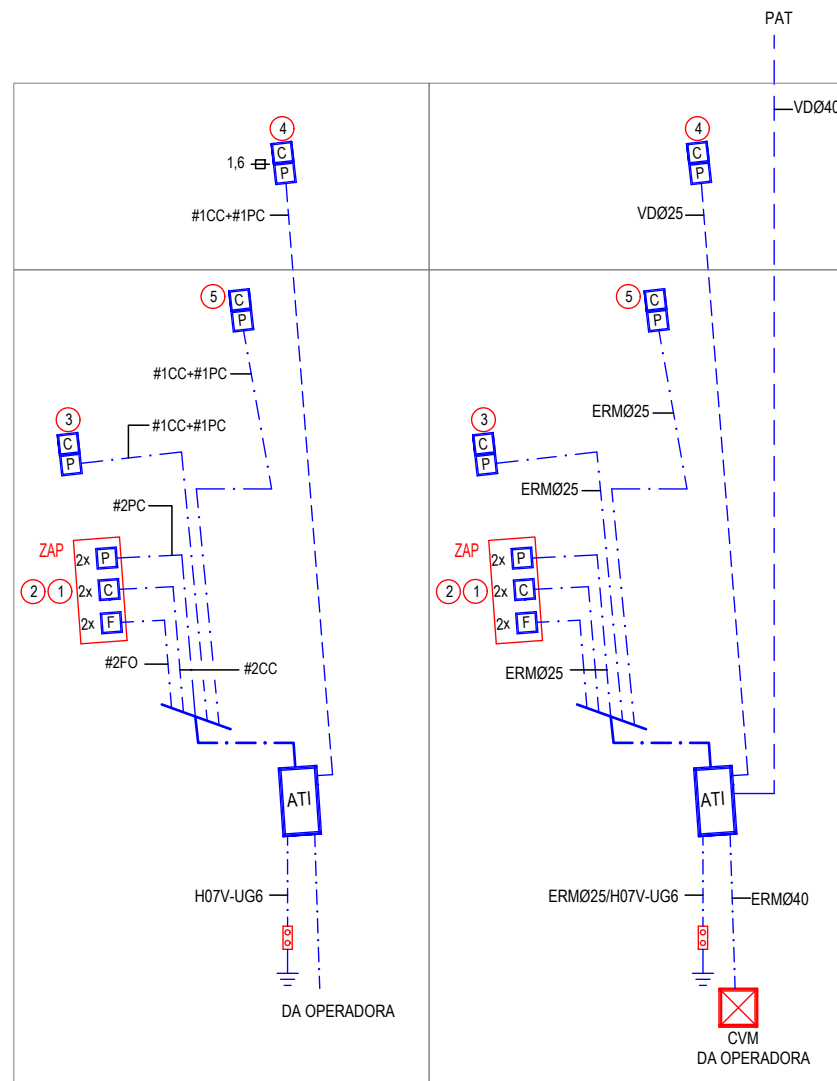 PAT
VDØ40
4
C
P
1,6
#1CC+#1PC
4
C
P
VDØ25
5
C
P
#1CC+#1PC
3
C
P
#1CC+#1PC
#2PC
ZAP
2x P
2 1 2x C
2x F
#2FO
#2CC
ATI
H07V-UG6
DA OPERADORA
5
C
P
ERMØ25
3
C
P
ERMØ25
ZAP
2x P
2 1 2x C
2x F
ERMØ25
ATI
ERMØ25/H07V-UG6
ERMØ40
CVM
DA OPERADORA